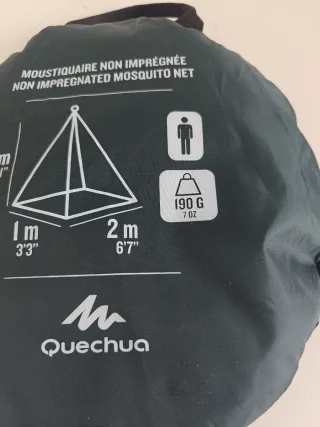 MOUSTIQUAIRE NON IMPRÉGNÉE
NON IMPREGNATED MOSQUITO NET
m
190 G
7 OZ
1 m
3'3"
2 m
6'7"
Quechua